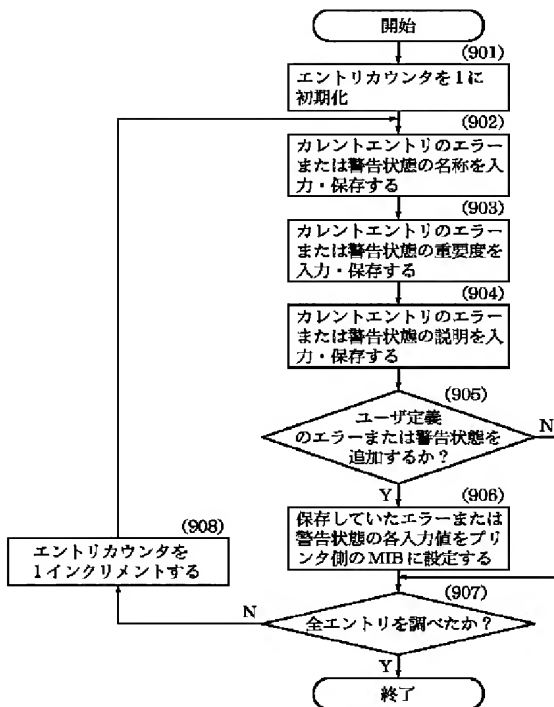 開始
(901)
エントリカウンタを1に
初期化
(902)
カレントエントリのエラー
または警告状態の名称を入
力・保存する
(903)
カレントエントリのエラー
または警告状態の重要度を
入力・保存する
(904)
カレントエントリのエラー
または警告状態の説明を入
力・保存する
(905)
ユーザ定義
のエラーまたは警告状態を
追加するか？
N
Y
(906)
保存していたエラーまたは
警告状態の各入力値をプリ
ンタ側のMIBに設定する
(908)
エントリカウンタを
1インクリメントする
(907)
全エントリを調べたか？
N
Y
終了